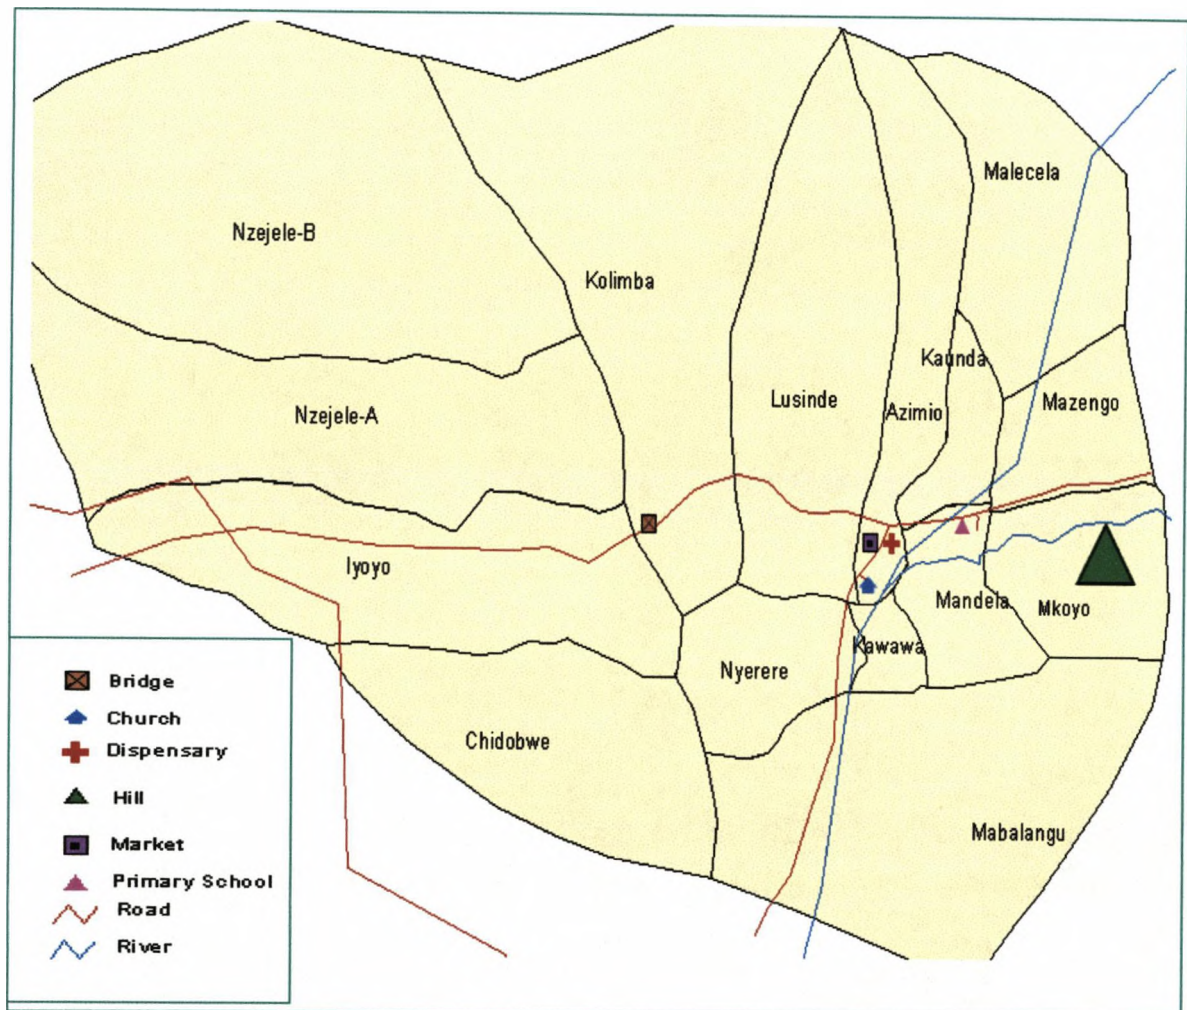 Malecela
Nzejele-B
Kolimba
Kaunda
Lusinde
Mazengo
Nzejele-A
Azimio
Iyoyo
Mandela
Mkoyo
Kawawa
Nyerere
Chidobwe
Mabalangu
Bridge
Church
Dispensary
Hill
Market
Primary School
Road
River